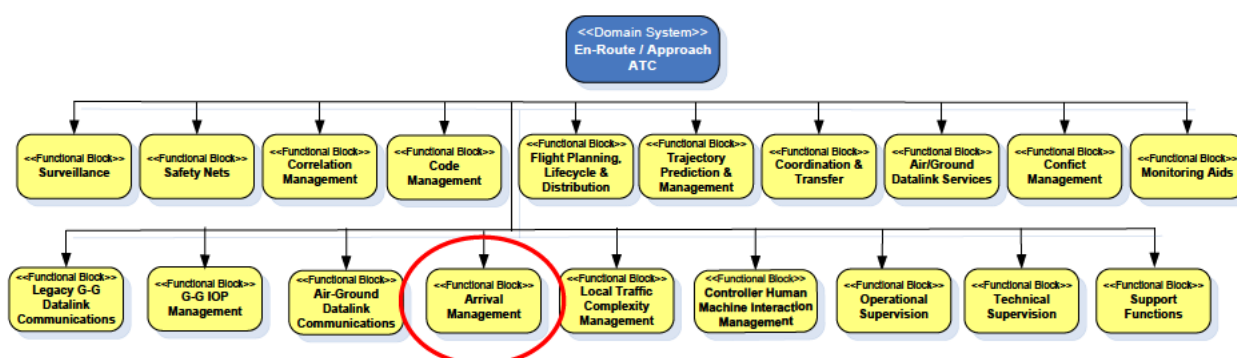 <<Domain System>>
En-Route / Approach
ATC
<<Functional Block>>
Surveillance
<<Functional Block>>
Safety Nets
<<Functional Block>>
Correlation
Management
<<Functional Block>>
Code
Management
<<Functional Block>>
Flight Planning,
Lifecycle &
Distribution
<<Functional Block>>
Trajectory
Prediction &
Management
<<Functional Block>>
Coordination &
Transfer
<<Functional Block>>
Air/Ground
Datalink Services
<<Functional Block>>
Confict
Management
<<Functional Block>>
Monitoring Aids
<<Functional Block>>
Legacy G-G
Datalink
Communications
<<Functional Block>>
G-G IOP
Management
<<Functional Block>>
Air-Ground
Datalink
Communications
<<Functional Block>>
Arrival
Management
<<Functional Block>>
Local Traffic
Complexity
Management
<<Functional Block>>
Controller Human
Machine Interaction
Management
<<Functional Block>>
Operational
Supervision
<<Functional Block>>
Technical
Supervision
<<Functional Block>>
Support
Functions